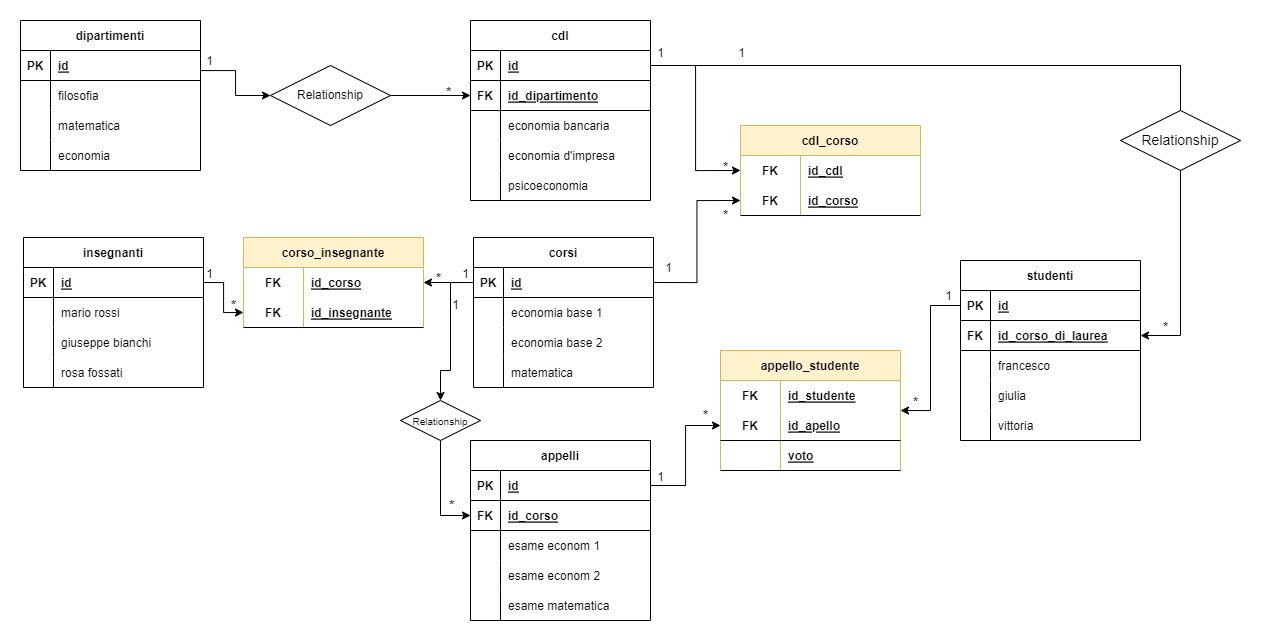 dipartimenti
PK id
filosofia
matematica
economia
1
Relationship
*
cdl
PK id
FK id_dipartimento
economia bancaria
economia d'impresa
psicoeconomia
1
1
cdl_corso
* FK id_cdl
FK id_corso
*
Relationship
insegnanti
PK id
mario rossi
giuseppe bianchi
rosa fossati
1
*
corso_insegnante
FK id_corso
FK id_insegnante
*
1
1
corsi
PK id
economia base 1
economia base 2
matematica
1
studenti
PK id
FK id_corso_di_laurea
francesco
giulia
vittoria
1
*
appello_studente
FK id_studente
FK id_apello
voto
*
*
Relationship
*
appelli
PK id
FK id_corso
esame econom 1
esame econom 2
esame matematica
1